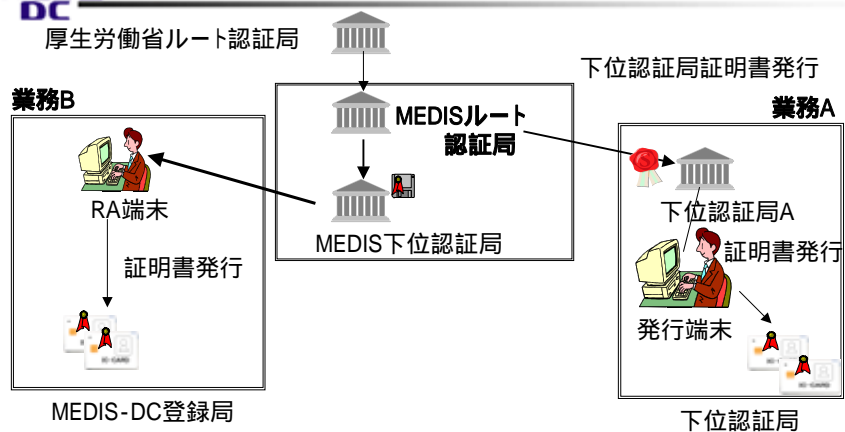 DC
厚生労働省ルート認証局
下位認証局証明書発行
業務B
業務A
MEDISルート
認証局
RA端末
下位認証局A
MEDIS下位認証局
証明書発行
証明書発行
発行端末
IC-CARD
IC-CARD
MEDIS-DC登録局
下位認証局